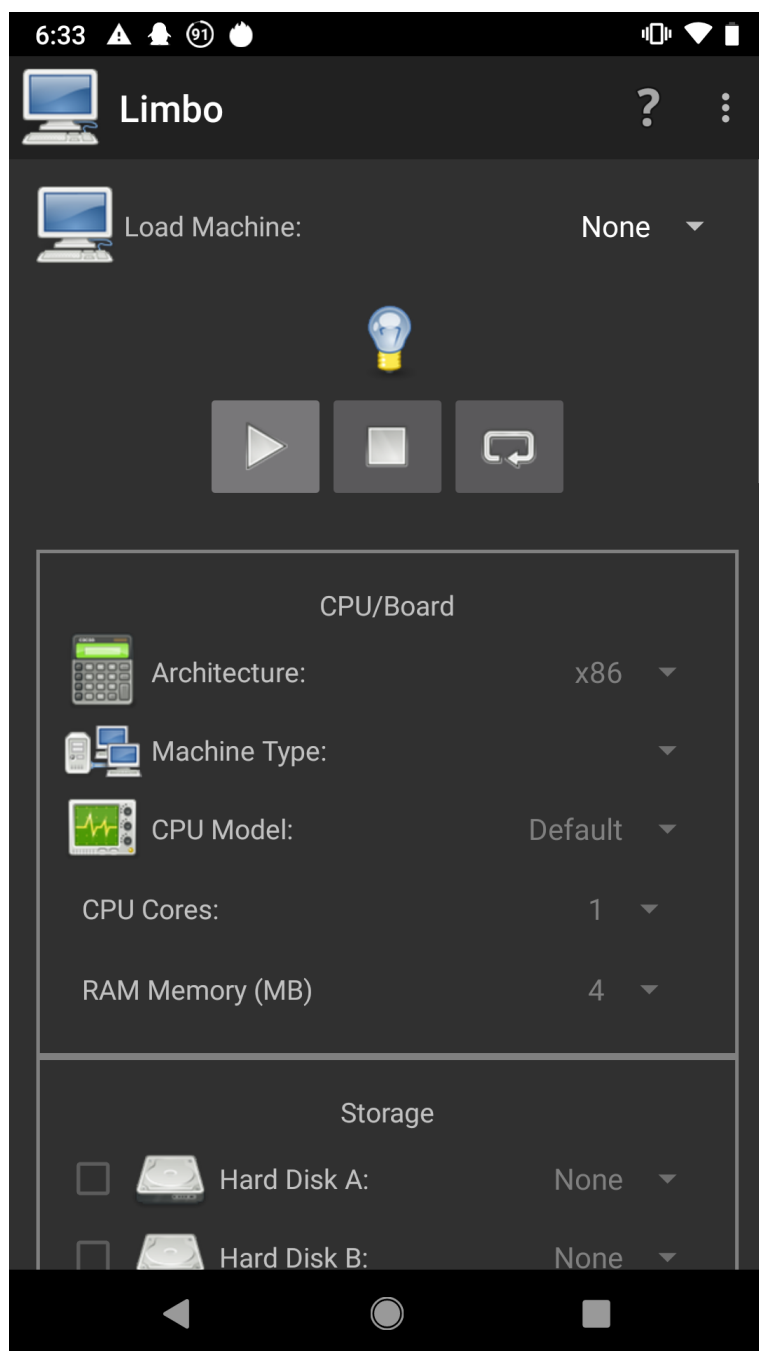 6:33 91
Limbo ?
Load Machine: None
CPU/Board
Architecture: x86
Machine Type:
CPU Model: Default
CPU Cores: 1
RAM Memory (MB) 4
Storage
Hard Disk A: None
Hard Disk B: None